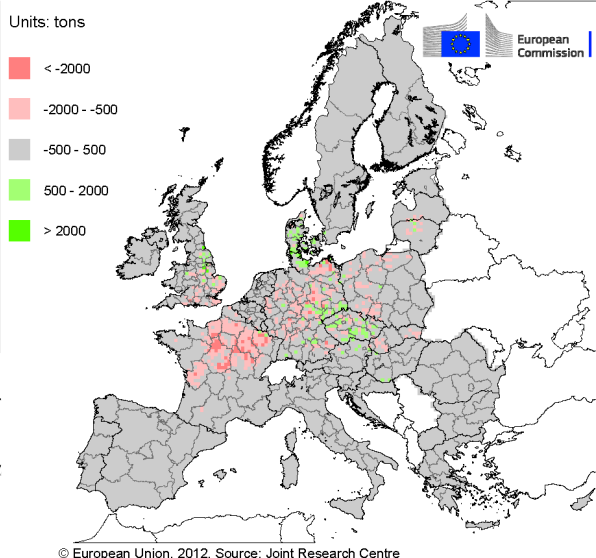 Units: tons
< -2000
-2000 - -500
-500 - 500
500 - 2000
> 2000
European
Commission
© European Union, 2012. Source: Joint Research Centre